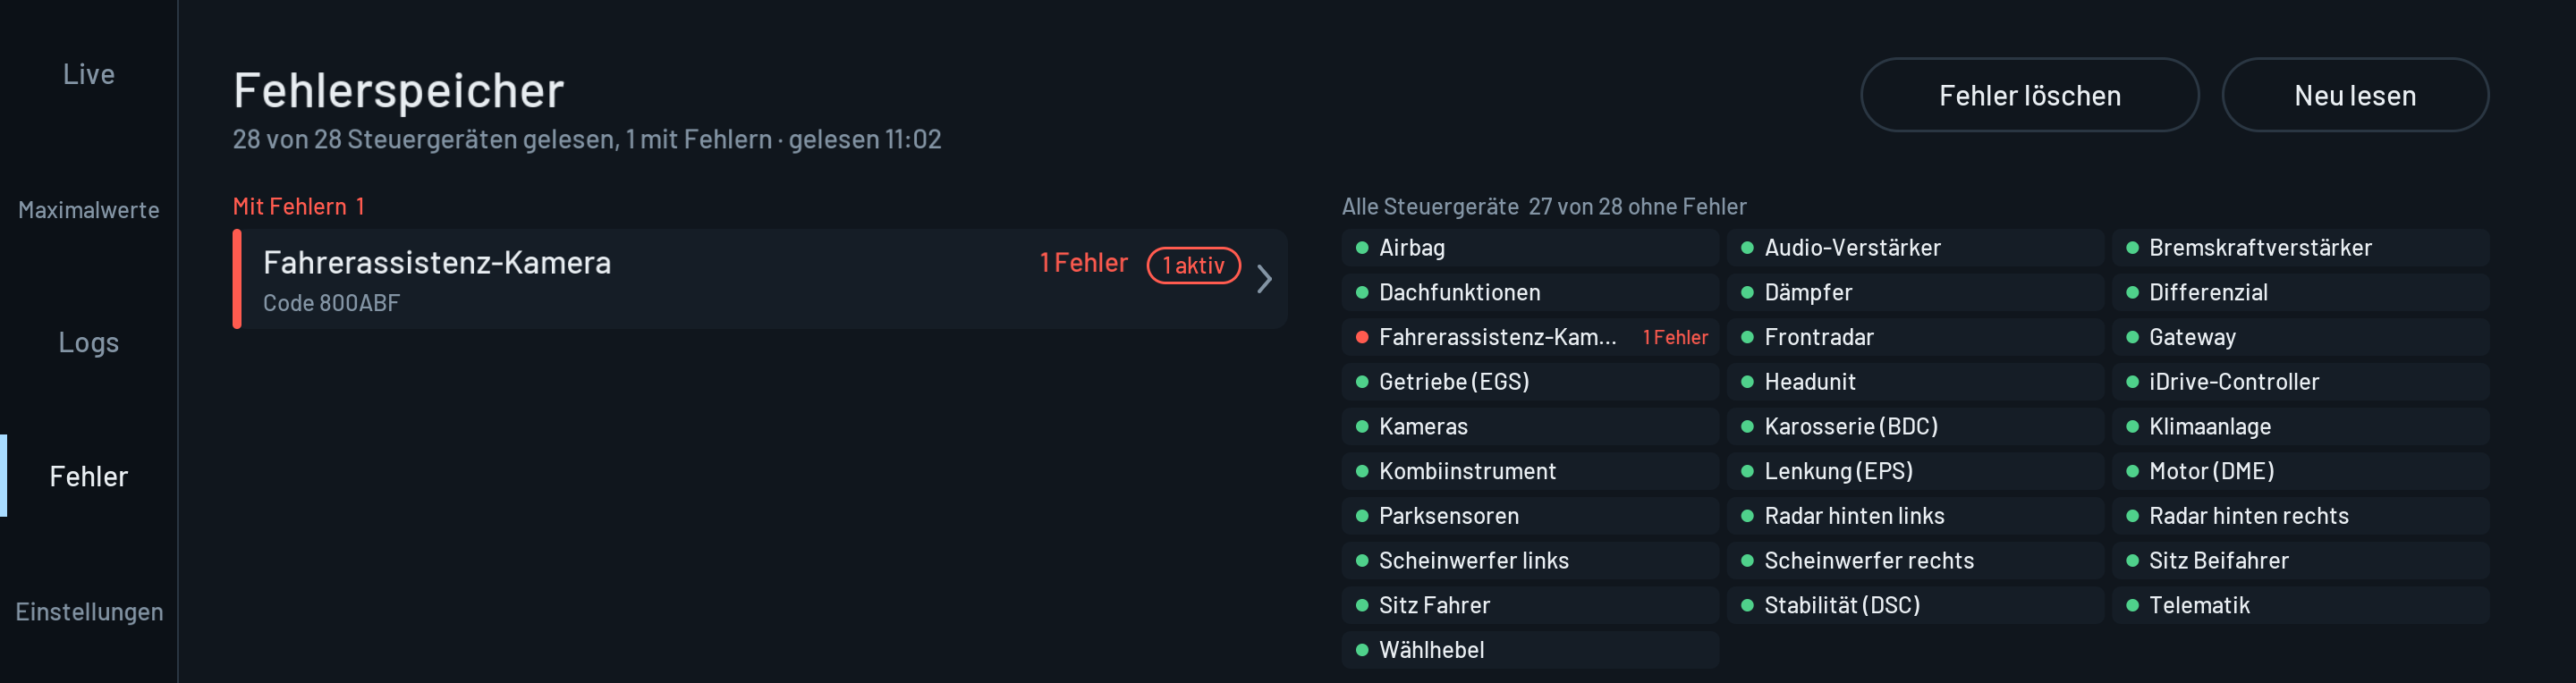 Live
Maximalwerte
Logs
Fehler
Einstellungen
Fehlerspeicher
28 von 28 Steuergeräten gelesen, 1 mit Fehlern · gelesen 11:02
Fehler löschen
Neu lesen
Mit Fehlern 1
Fahrerassistenz-Kamera
Code 800ABF
1 Fehler
1 aktiv
Alle Steuergeräte 27 von 28 ohne Fehler
Airbag
Audio-Verstärker
Bremskraftverstärker
Dachfunktionen
Dämpfer
Differenzial
Fahrerassistenz-Kam... 1 Fehler
Frontradar
Gateway
Getriebe (EGS)
Headunit
iDrive-Controller
Kameras
Karosserie (BDC)
Klimaanlage
Kombiinstrument
Lenkung (EPS)
Motor (DME)
Parksensoren
Radar hinten links
Radar hinten rechts
Scheinwerfer links
Scheinwerfer rechts
Sitz Beifahrer
Sitz Fahrer
Stabilität (DSC)
Telematik
Wählhebel